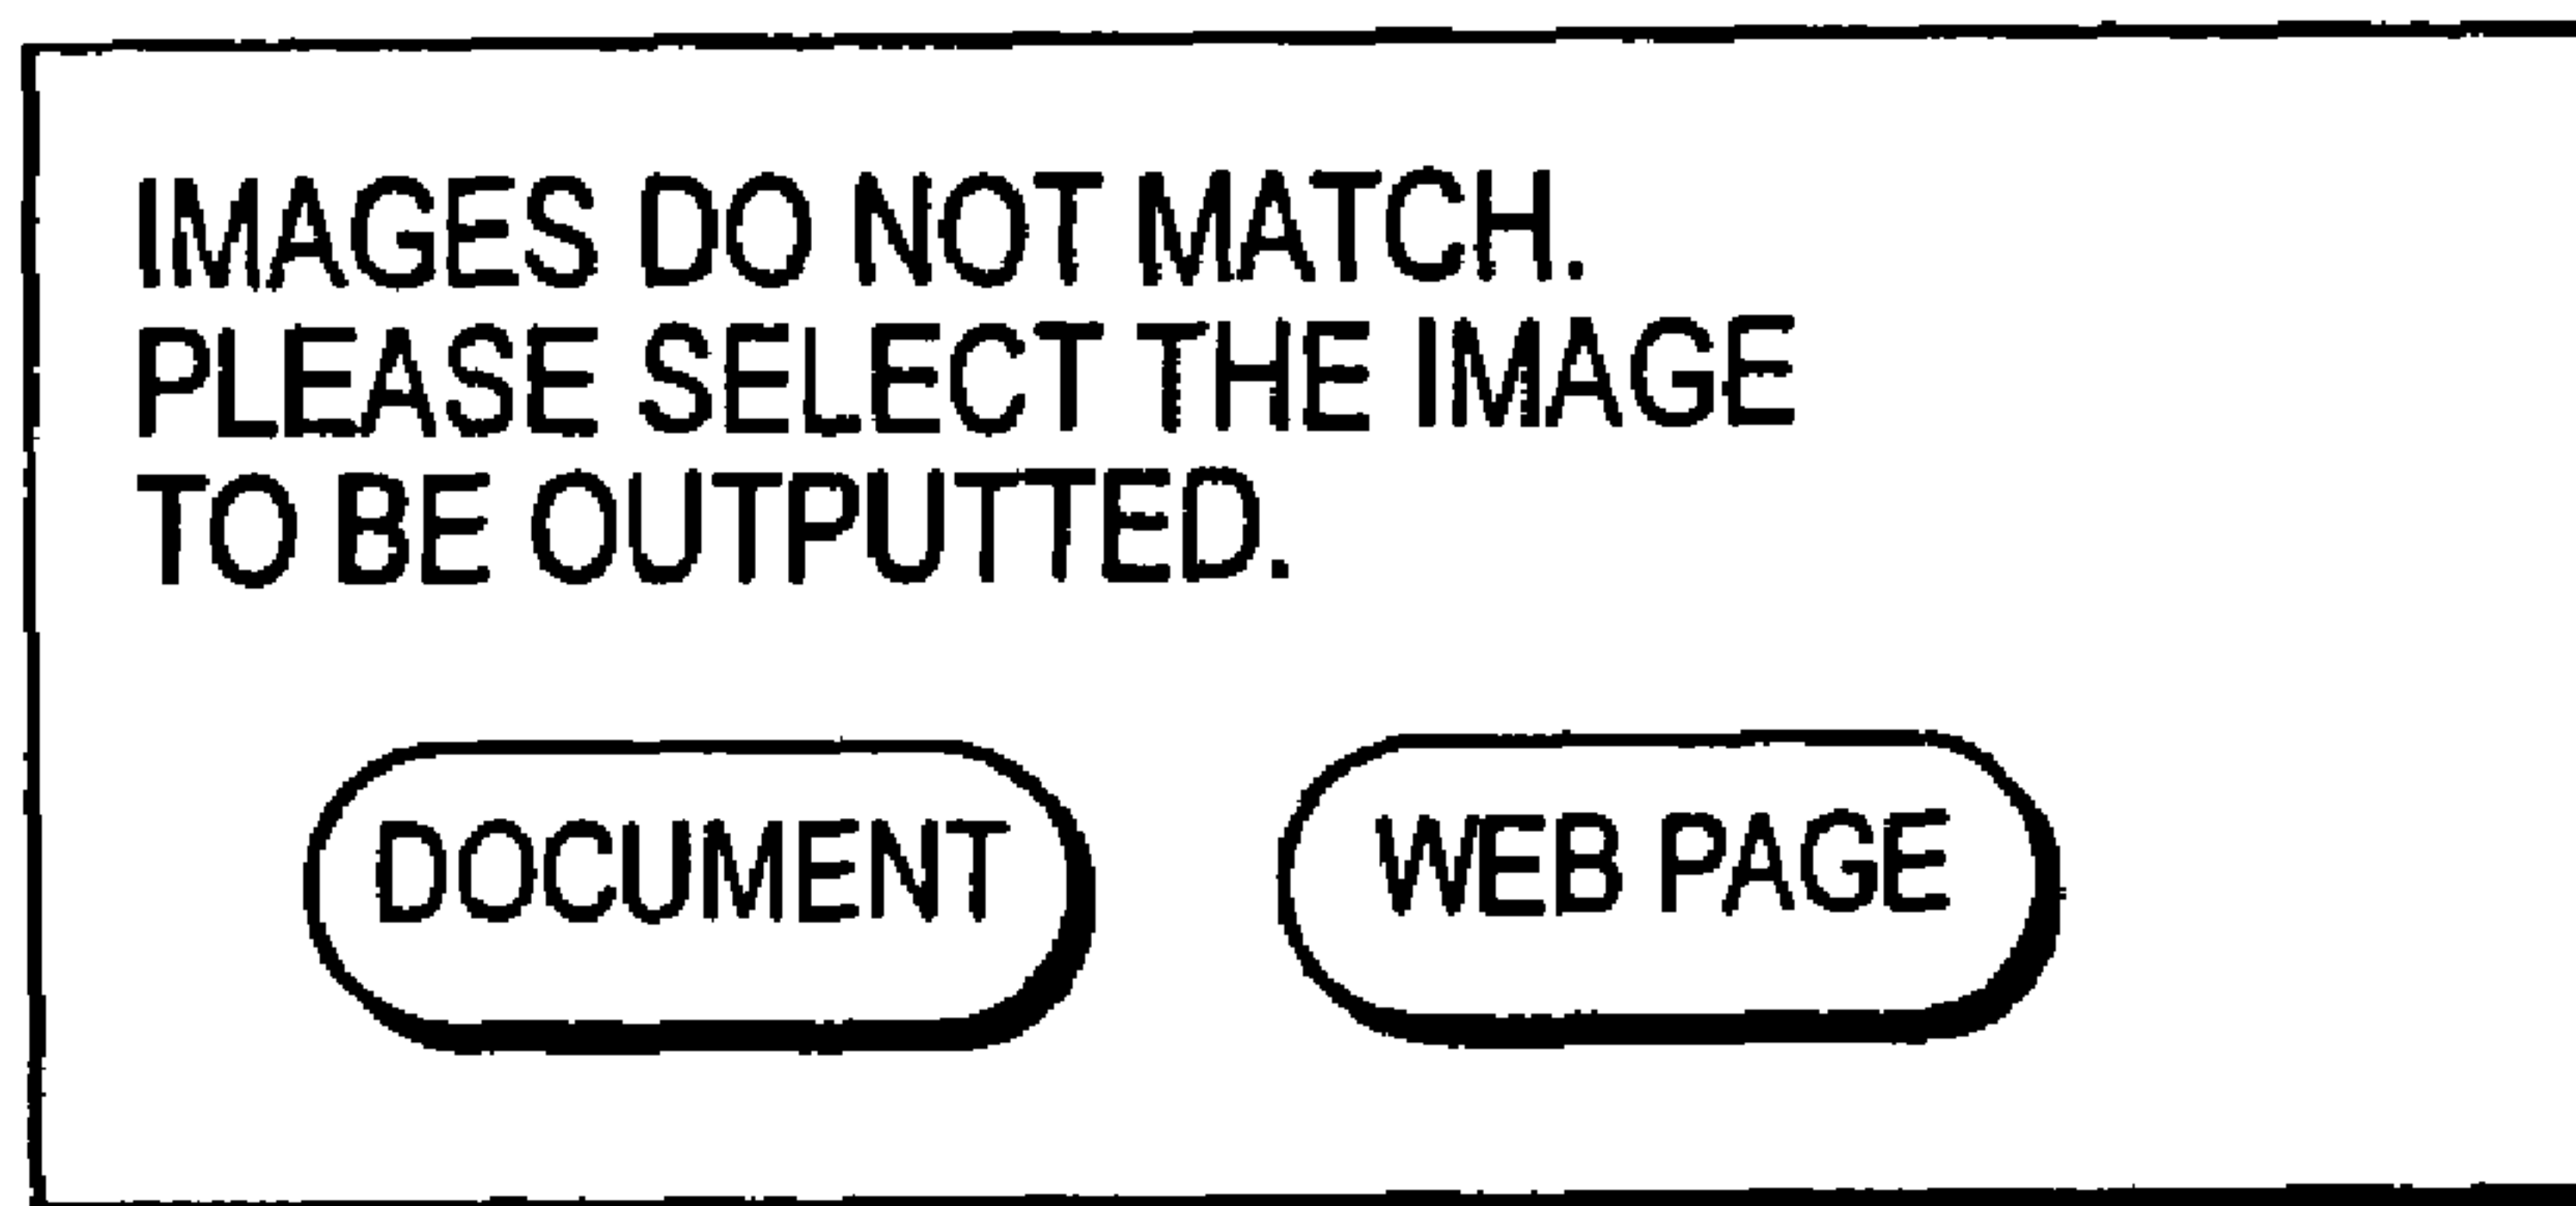 IMAGES DO NOT MATCH.
PLEASE SELECT THE IMAGE
TO BE OUTPUTTED.
DOCUMENT
WEB PAGE